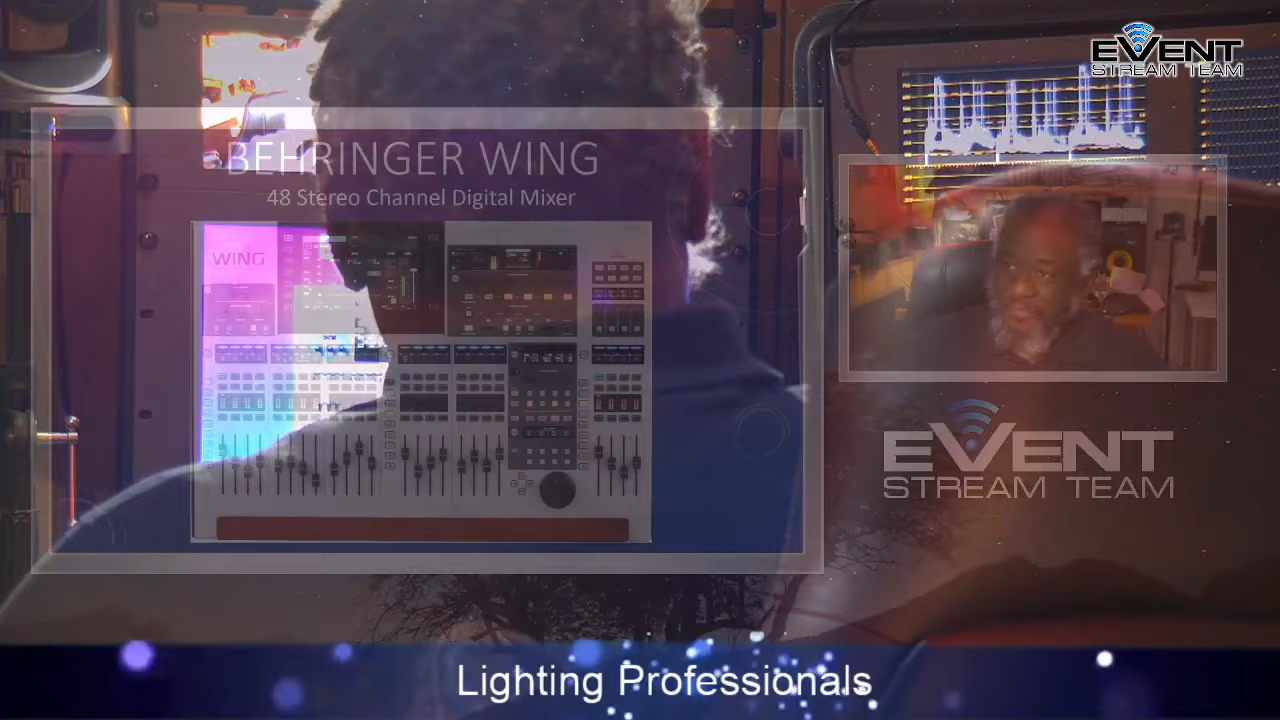 EVENT
STREAM TEAM
BEHRINGER WING
48 Stereo Channel Digital Mixer
WING
EVENT
STREAM TEAM
Lighting Professionals